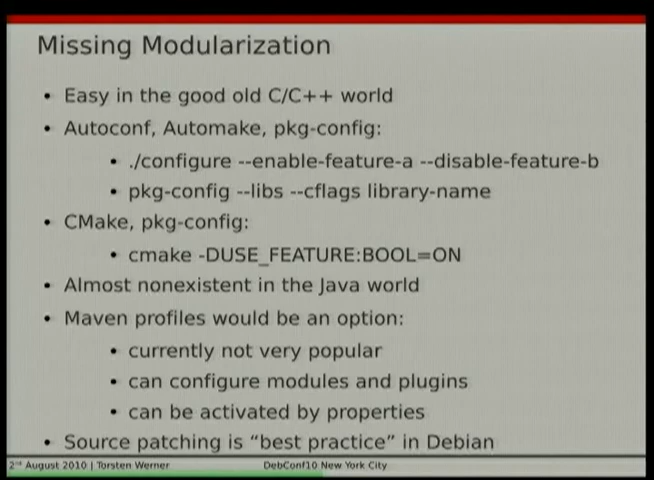 Missing Modularization
• Easy in the good old C/C++ world
• Autoconf, Automake, pkg-config:
• ./configure --enable-feature-a --disable-feature-b
• pkg-config --libs --cflags library-name
• CMake, pkg-config:
• cmake -DUSE_FEATURE:BOOL=ON
• Almost nonexistent in the Java world
• Maven profiles would be an option:
• currently not very popular
• can configure modules and plugins
• can be activated by properties
• Source patching is “best practice” in Debian
2nd August 2010 | Torsten Werner DebConf10 New York City